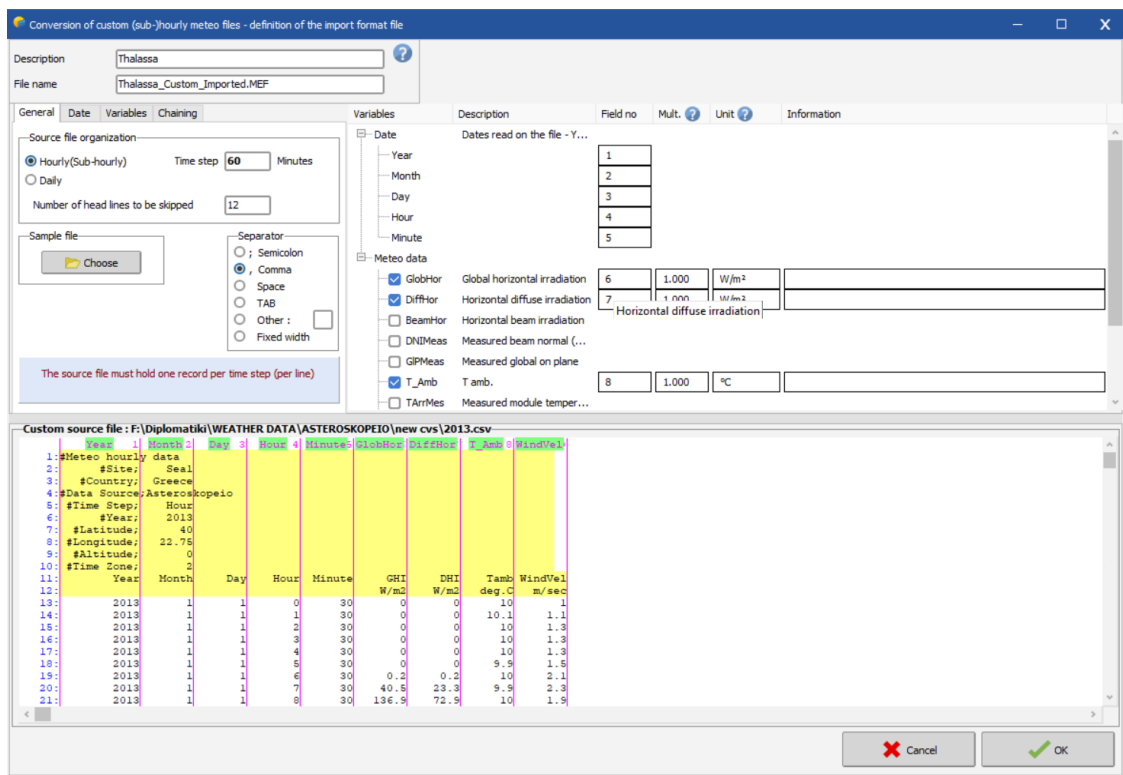 Conversion of custom (sub-)hourly meteo files - definition of the import format file
Description Thalassa
File name Thalassa_Custom_Imported.MEF
General Date Variables Chaining
Source file organization
Hourly(Sub-hourly) Time step 60 Minutes
Daily
Number of head lines to be skipped 12
Sample file
Choose
Separator
; Semicolon
, Comma
Space
TAB
Other :
Fixed width
The source file must hold one record per time step (per line)
Variables Description Field no Mult. Unit Information
Date Dates read on the file - Y...
Year 1
Month 2
Day 3
Hour 4
Minute 5
Meteo data
GlobHor Global horizontal irradiation 6 1.000 W/m²
DiffHor Horizontal diffuse irradiation 7 1.000 W/m²
Horizontal diffuse irradiation
BeamHor Horizontal beam irradiation
DNIMeas Measured beam normal (...
GlPMeas Measured global on plane
T_Amb T amb. 8 1.000 °C
TArrMes Measured module temper...
Custom source file : F:\Diplomatiki\WEATHER DATA\ASTEROSKOPEIO\new cvs\2013.csv
Year 1 Month 2 Day 3 Hour 4 Minute5 GlobHor DiffHor T_Amb 8 WindVel
1:#Meteo hourly data
2: #Site; Seal
3: #Country; Greece
4:#Data Source;Asteroskopeio
5: #Time Step; Hour
6: #Year; 2013
7: #Latitude; 40
8: #Longitude; 22.75
9: #Altitude; 0
10: #Time Zone; 2
11: Year Month Day Hour Minute GHI DHI Tamb WindVel
12: W/m2 W/m2 deg.C m/sec
13: 2013 1 1 0 30 0 0 10 1
14: 2013 1 1 1 30 0 0 10.1 1.1
15: 2013 1 1 2 30 0 0 10 1.3
16: 2013 1 1 3 30 0 0 10 1.3
17: 2013 1 1 4 30 0 0 10 1.3
18: 2013 1 1 5 30 0 0 9.9 1.5
19: 2013 1 1 6 30 0.2 0.2 10 2.1
20: 2013 1 1 7 30 40.5 23.3 9.9 2.3
21: 2013 1 1 8 30 136.9 72.9 10 1.9
Cancel OK